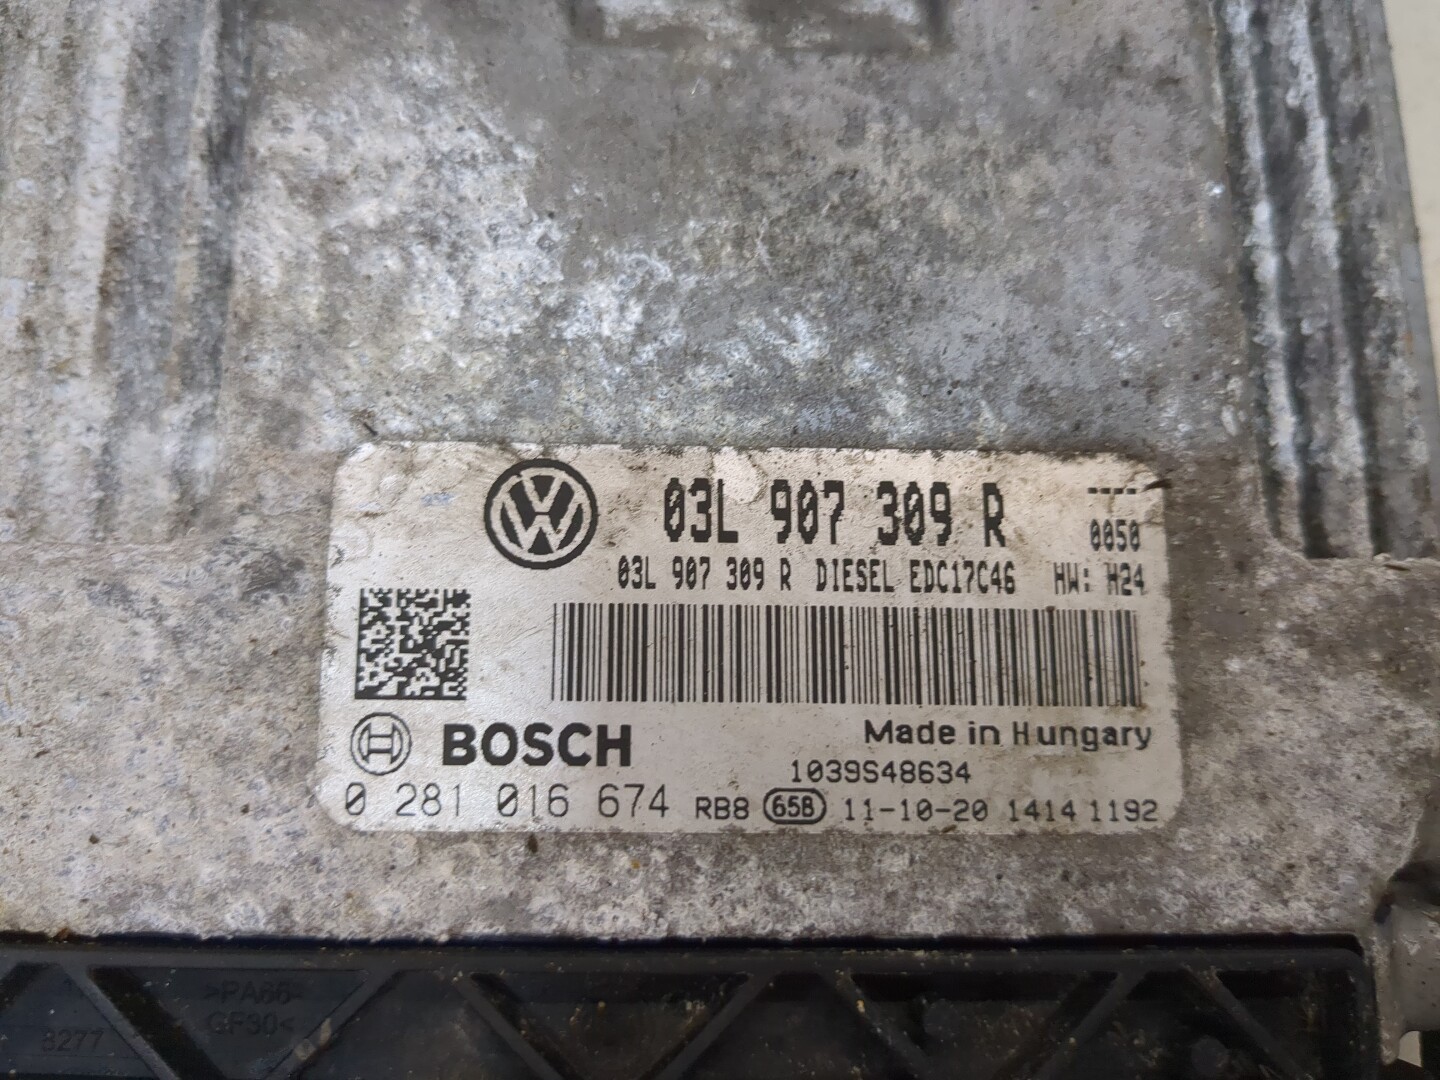 03L 907 309 R ----
0050
03L 907 309 R DIESEL EDC17C46 HW: H24
BOSCH
Made in Hungary
1039S48634
0 281 016 674 RB8 65B 11-10-20 1414 1192
>PA66-
GF30<
8277